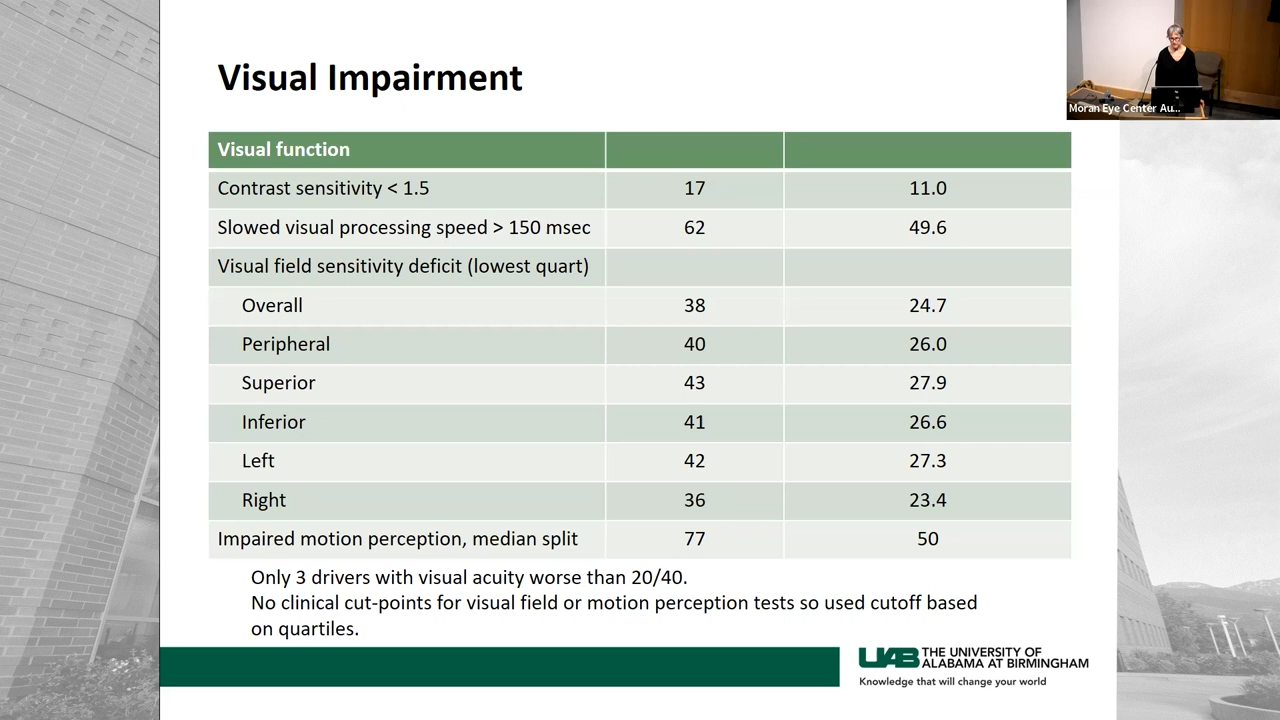 Moran Eye Center Au...
Visual Impairment
Visual function
Contrast sensitivity < 1.5 17 11.0
Slowed visual processing speed > 150 msec 62 49.6
Visual field sensitivity deficit (lowest quart)
Overall 38 24.7
Peripheral 40 26.0
Superior 43 27.9
Inferior 41 26.6
Left 42 27.3
Right 36 23.4
Impaired motion perception, median split 77 50
Only 3 drivers with visual acuity worse than 20/40.
No clinical cut-points for visual field or motion perception tests so used cutoff based
on quartiles.
UAB THE UNIVERSITY OF
ALABAMA AT BIRMINGHAM
Knowledge that will change your world